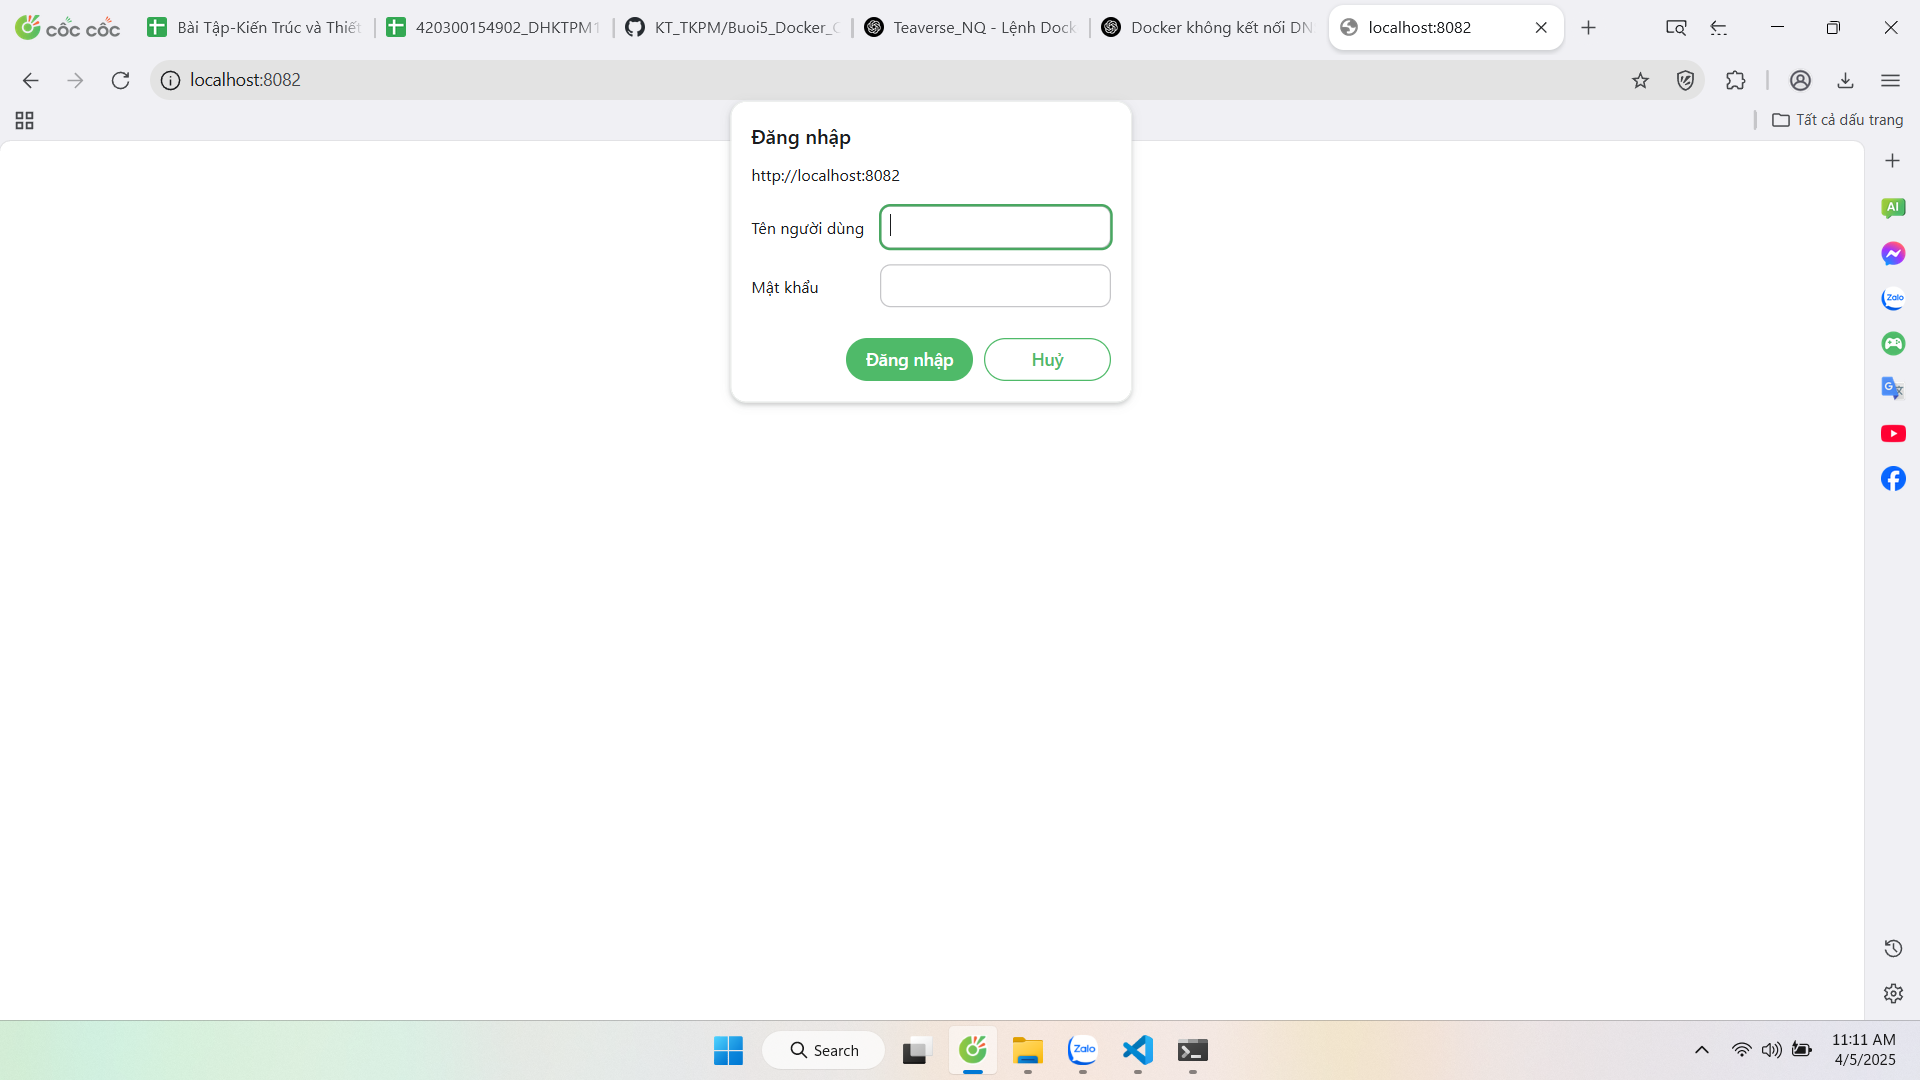 cốc cốc
Bài Tập-Kiến Trúc và Thiết
420300154902_DHKTPM1
KT_TKPM/Buoi5_Docker_C
Teaverse_NQ - Lệnh Dock
Docker không kết nối DN
localhost:8082
localhost:8082
Tất cả dấu trang
Đăng nhập
http://localhost:8082
Tên người dùng
Mật khẩu
Đăng nhập
Huỷ
AI
Zalo
G
Search
Zalo
11:11 AM
4/5/2025